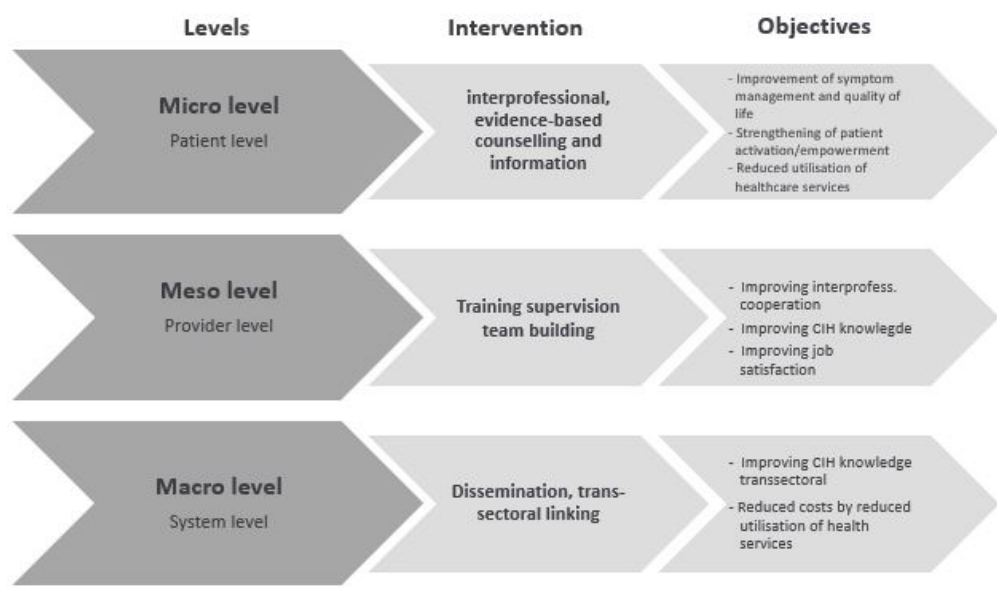 Levels
Intervention
Objectives
Micro level
Patient level
interprofessional,
evidence-based
counselling and
information
- Improvement of symptom
management and quality of
life
- Strengthening of patient
activation/empowerment
- Reduced utilisation of
healthcare services
Meso level
Provider level
Training supervision
team building
- Improving interprofess.
cooperation
- Improving CIH knowlegde
- Improving job
satisfaction
Macro level
System level
Dissemination, trans-
sectoral linking
- Improving CIH knowledge
transsectoral
- Reduced costs by reduced
utilisation of health
services